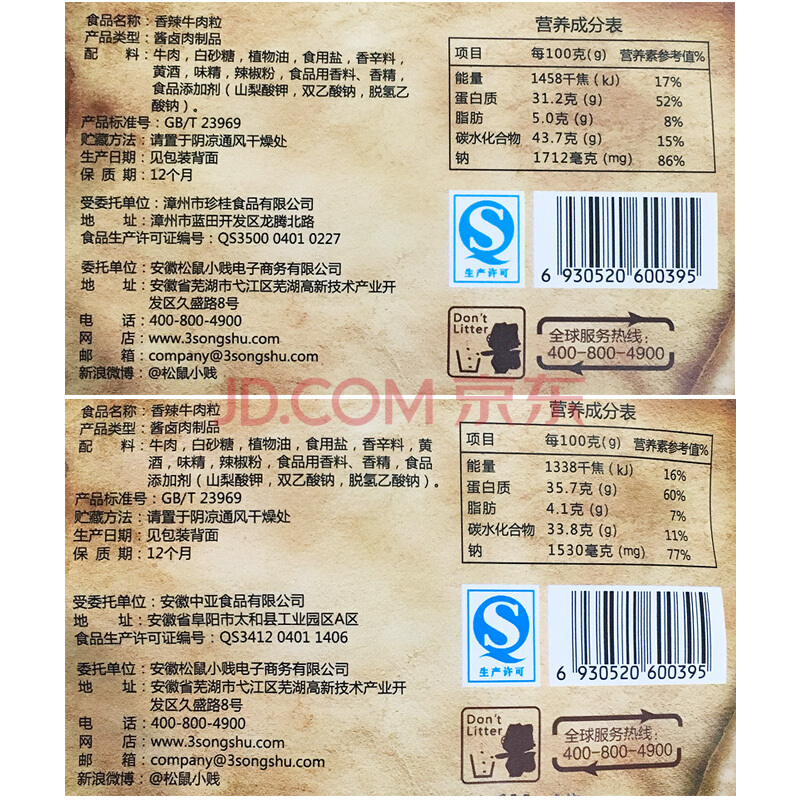 食品名称：香辣牛肉粒
产品类型：酱卤肉制品
配 料：牛肉，白砂糖，植物油，食用盐，香辛料，
黄酒，味精，辣椒粉，食品用香料、香精，
食品添加剂（山梨酸钾，双乙酸钠，脱氢乙
酸钠）。
产品标准号：GB/T 23969
贮藏方法：请置于阴凉通风干燥处
生产日期：见包装背面
保 质 期：12个月
受委托单位：漳州市珍桂食品有限公司
地 址：漳州市蓝田开发区龙腾北路
食品生产许可证编号：QS3500 0401 0227
委托单位：安徽松鼠小贱电子商务有限公司
地 址：安徽省芜湖市弋江区芜湖高新技术产业开
发区久盛路8号
电 话：400-800-4900
网 店：www.3songshu.com
邮 箱：company@3songshu.com
新浪微博：@松鼠小贱
营养成分表
项目 每100克(g) 营养素参考值%
能量 1458千焦（kJ） 17%
蛋白质 31.2克 (g) 52%
脂肪 5.0克 (g) 8%
碳水化合物 43.7克 (g) 15%
钠 1712毫克 (mg) 86%
QS
生产许可
6 930520 600395
Don't
Litter
全球服务热线：
400-800-4900
JD.COM 京东
食品名称：香辣牛肉粒
产品类型：酱卤肉制品
配 料：牛肉，白砂糖，植物油，食用盐，香辛料，黄
酒，味精，辣椒粉，食品用香料、香精，食品
添加剂（山梨酸钾，双乙酸钠，脱氢乙酸钠）。
产品标准号：GB/T 23969
贮藏方法：请置于阴凉通风干燥处
生产日期：见包装背面
保 质 期：12个月
受委托单位：安徽中亚食品有限公司
地 址：安徽省阜阳市太和县工业园区A区
食品生产许可证编号：QS3412 0401 1406
委托单位：安徽松鼠小贱电子商务有限公司
地 址：安徽省芜湖市弋江区芜湖高新技术产业开
发区久盛路8号
电 话：400-800-4900
网 店：www.3songshu.com
邮 箱：company@3songshu.com
新浪微博：@松鼠小贱
营养成分表
项目 每100克(g) 营养素参考值%
能量 1338千焦（kJ） 16%
蛋白质 35.7克 (g) 60%
脂肪 4.1克 (g) 7%
碳水化合物 33.8克 (g) 11%
钠 1530毫克 (mg) 77%
QS
生产许可
6 930520 600395
Don't
Litter
全球服务热线：
400-800-4900